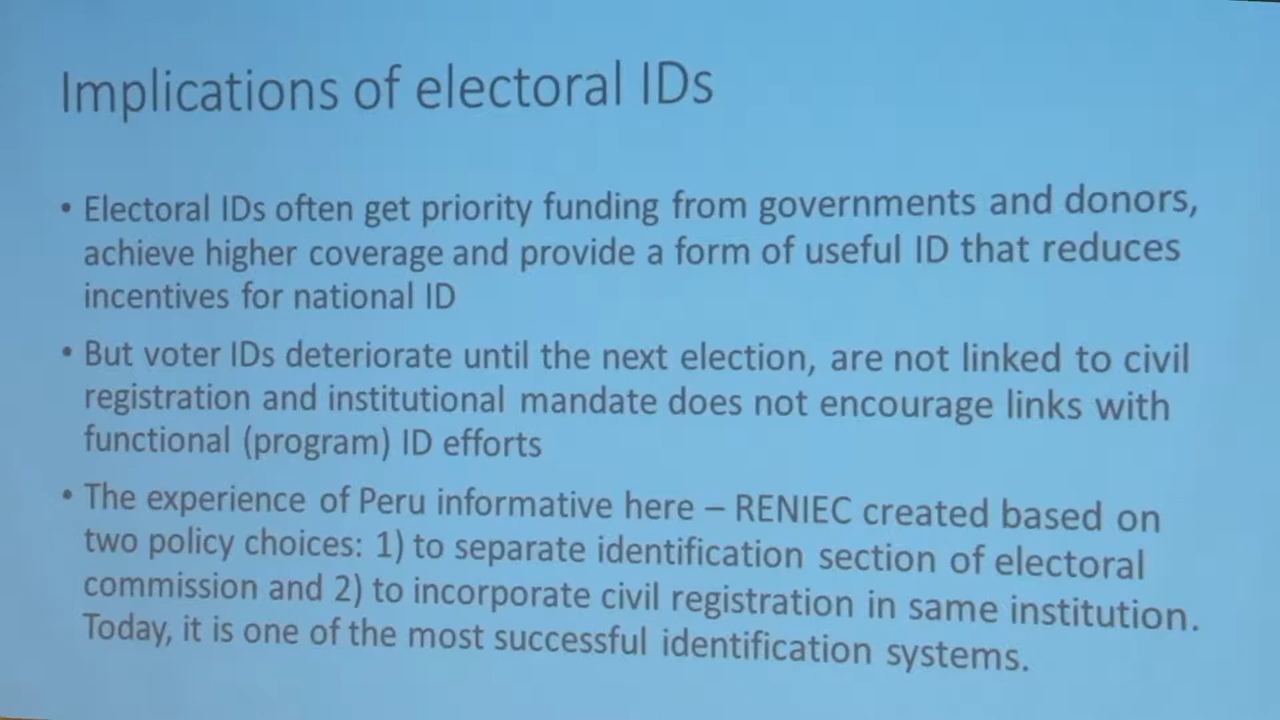 Implications of electoral IDs
• Electoral IDs often get priority funding from governments and donors,
achieve higher coverage and provide a form of useful ID that reduces
incentives for national ID
• But voter IDs deteriorate until the next election, are not linked to civil
registration and institutional mandate does not encourage links with
functional (program) ID efforts
• The experience of Peru informative here – RENIEC created based on
two policy choices: 1) to separate identification section of electoral
commission and 2) to incorporate civil registration in same institution.
Today, it is one of the most successful identification systems.